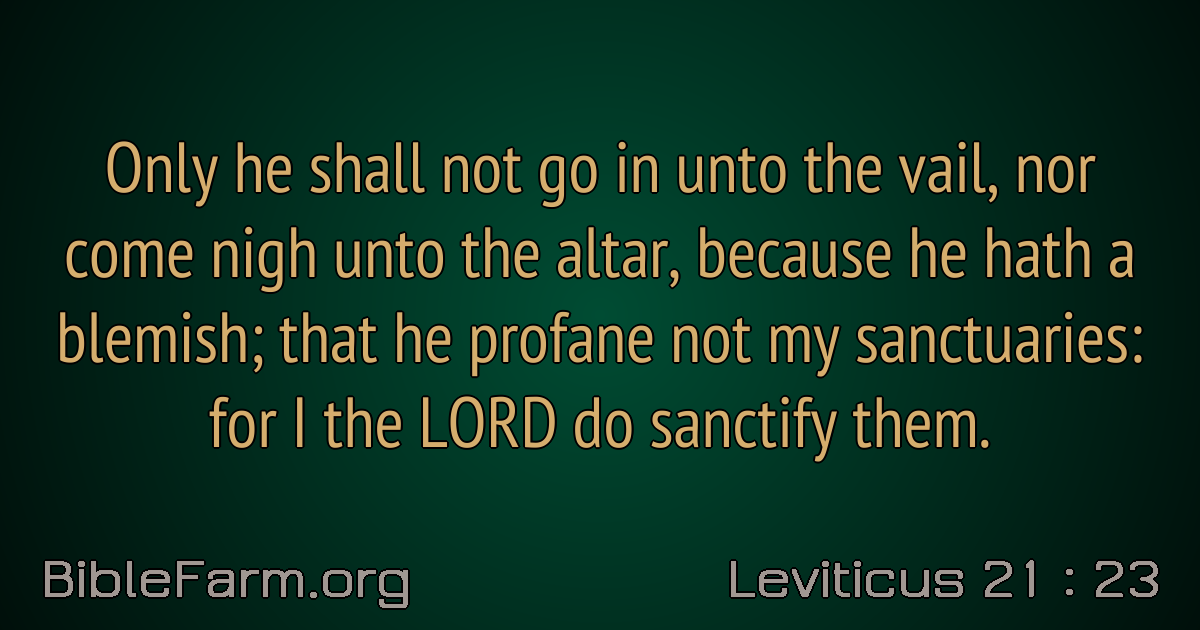 Only he shall not go in unto the vail, nor
come nigh unto the altar, because he hath a
blemish; that he profane not my sanctuaries:
for I the LORD do sanctify them.
BibleFarm.org
Leviticus 21 : 23